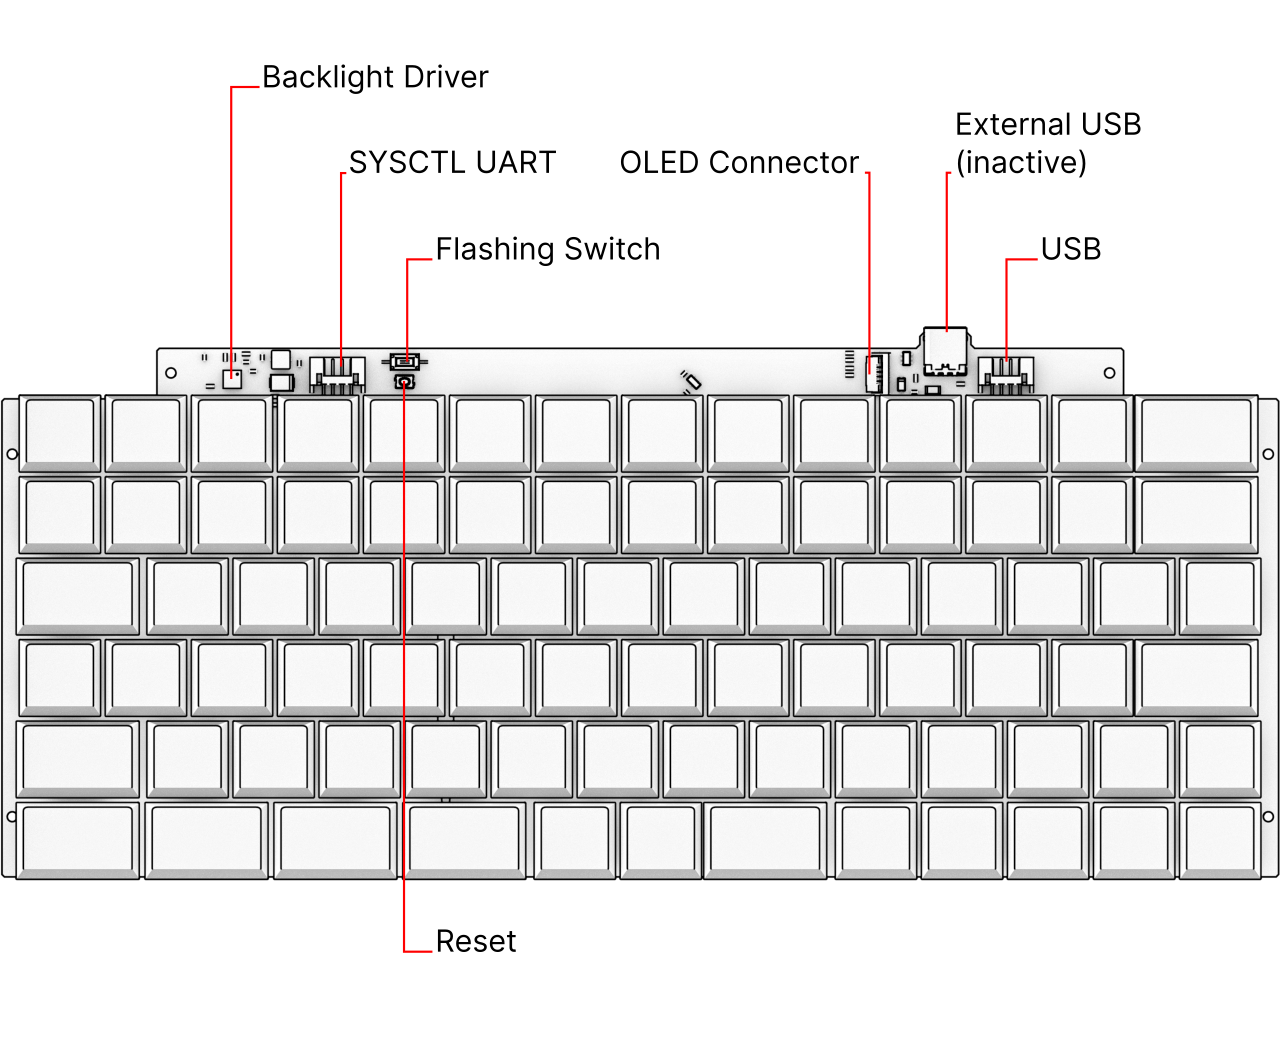 Backlight Driver
External USB
(inactive)
SYSCTL UART
OLED Connector
Flashing Switch
USB
Reset